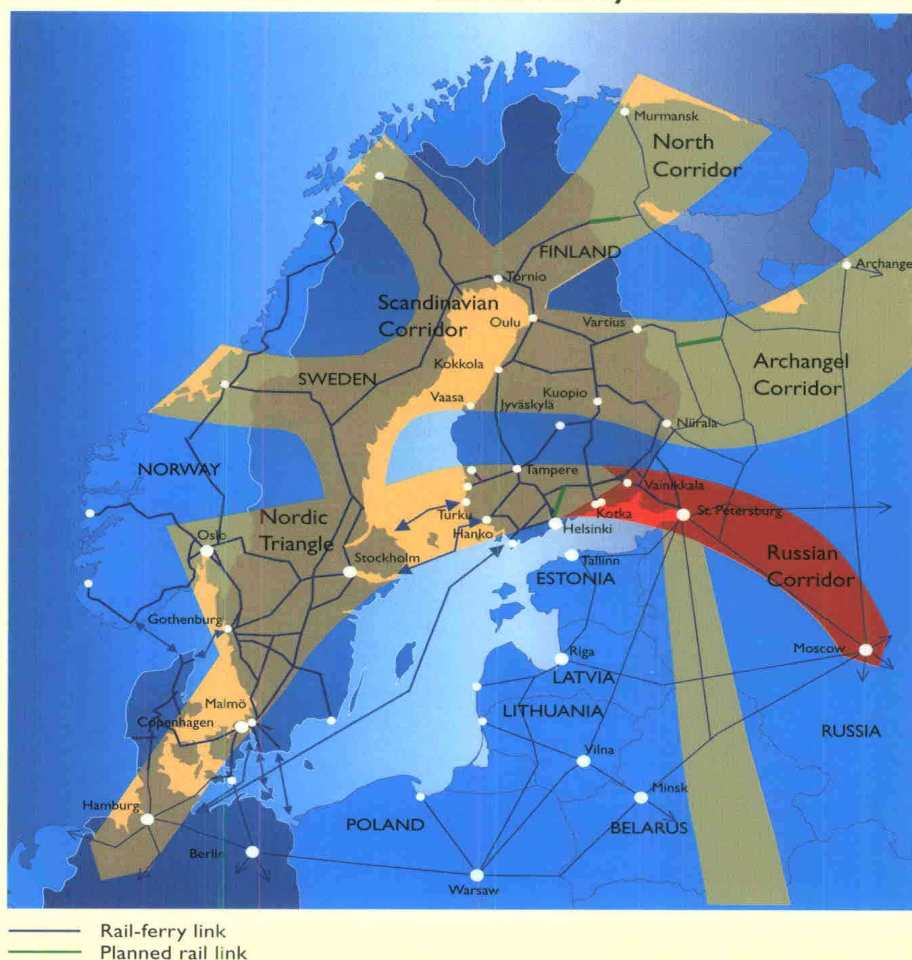 Murmansk
North
Corridor
FINLAND
Archange
Tornio
Scandinavian
Corridor
Oulu
Vartius
Archangel
Corridor
Kokkola
SWEDEN
Vaasa
Jyväskylä
Kuopio
Niirala
NORWAY
Tampere
Vainikkala
Turku
Kotka
St. Petersburg
Nordic
Triangle
Hanko
Helsinki
Oslo
Stockholm
Tallinn
ESTONIA
Russian
Corridor
Gothenburg
Riga
LATVIA
Moscow
Malmö
Copenhagen
LITHUANIA
RUSSIA
Vilna
Minsk
Hamburg
POLAND
BELARUS
Berlin
Warsaw
Rail-ferry link
Planned rail link